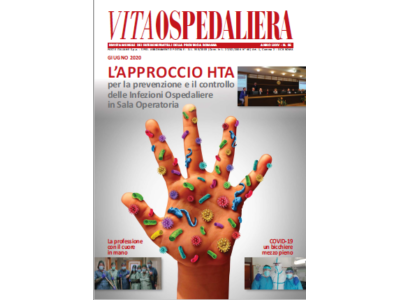 VITAOSPEDALIERA
GIUGNO 2020
L'APPROCCIO HTA
per la prevenzione e il controllo
delle Infezioni Ospedaliere
in Sala Operatoria
La professione
con il cuore
in mano
COVID-19
un bicchiere
mezzo pieno